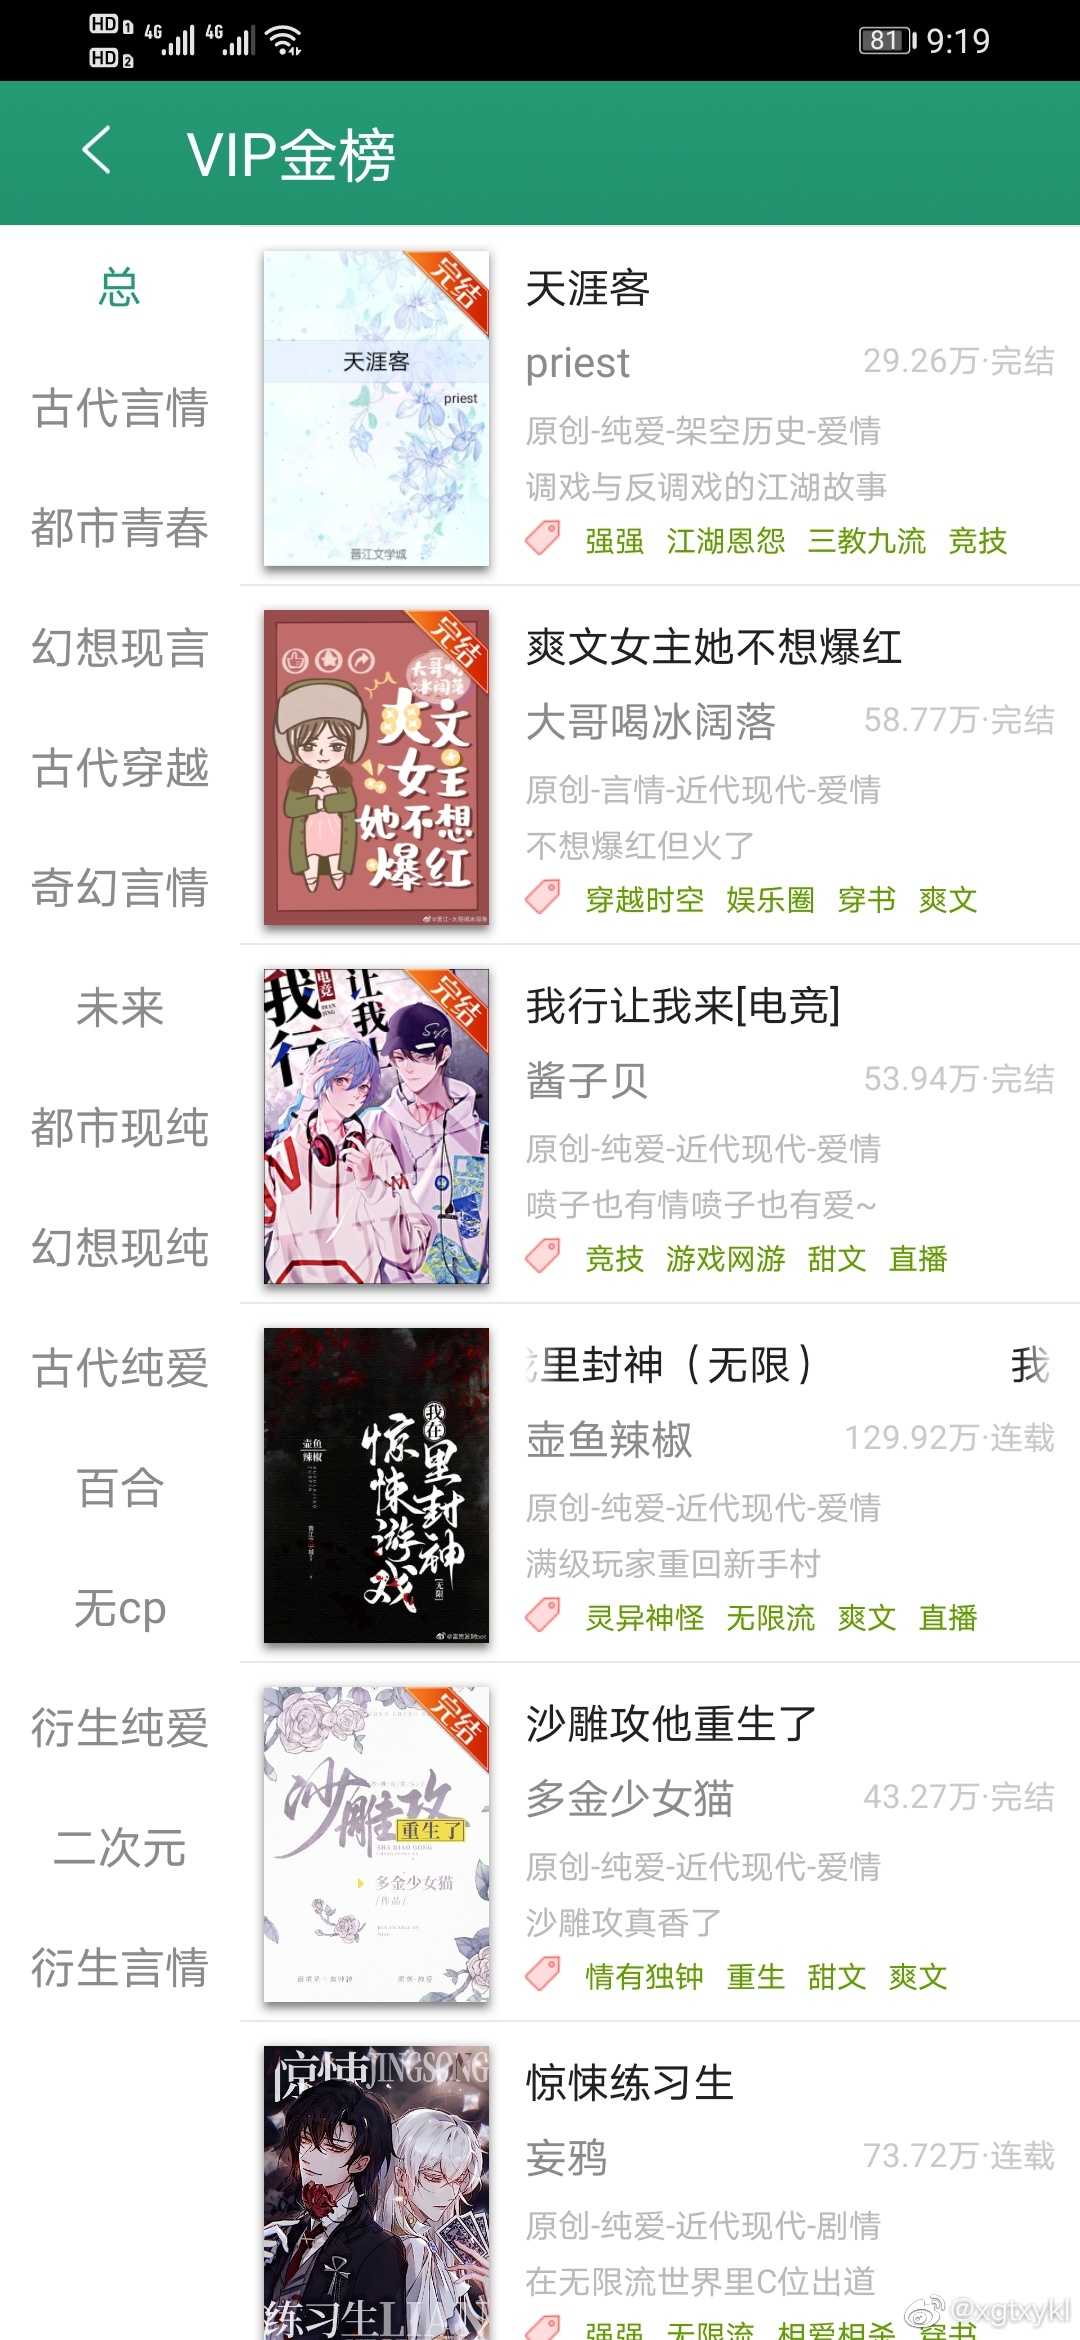 HD 1 4G 4G
HD 2
81 9:19
VIP金榜
总
古代言情
都市青春
幻想现言
古代穿越
奇幻言情
未来
都市现纯
幻想现纯
古代纯爱
百合
无cp
衍生纯爱
二次元
衍生言情
完结
天涯客
priest
晋江文学城
天涯客
priest
29.26万·完结
原创-纯爱-架空历史-爱情
调戏与反调戏的江湖故事
强强 江湖恩怨 三教九流 竞技
完结
大哥喝冰阔落
爽文
女主
她不想
爆红
爽文女主她不想爆红
大哥喝冰阔落
58.77万·完结
原创-言情-近代现代-爱情
不想爆红但火了
穿越时空 娱乐圈 穿书 爽文
完结
我行
电竞
让我
我行让我来[电竞]
酱子贝
53.94万·完结
原创-纯爱-近代现代-爱情
喷子也有情喷子也有爱~
竞技 游戏网游 甜文 直播
我在
惊悚游戏
里封神
[无限]
壶鱼
辣椒
里封神（无限） 我
壶鱼辣椒
129.92万·连载
原创-纯爱-近代现代-爱情
满级玩家重回新手村
灵异神怪 无限流 爽文 直播
完结
沙雕攻
重生了
SHA DIAO GONG
多金少女猫
/作品/
沙雕攻他重生了
多金少女猫
43.27万·完结
原创-纯爱-近代现代-爱情
沙雕攻真香了
情有独钟 重生 甜文 爽文
惊悚JINGSONG
练习生LIAN
惊悚练习生
妄鸦
73.72万·连载
原创-纯爱-近代现代-剧情
在无限流世界里C位出道
强强 无限流 相爱相杀 穿书
@xgtxykl